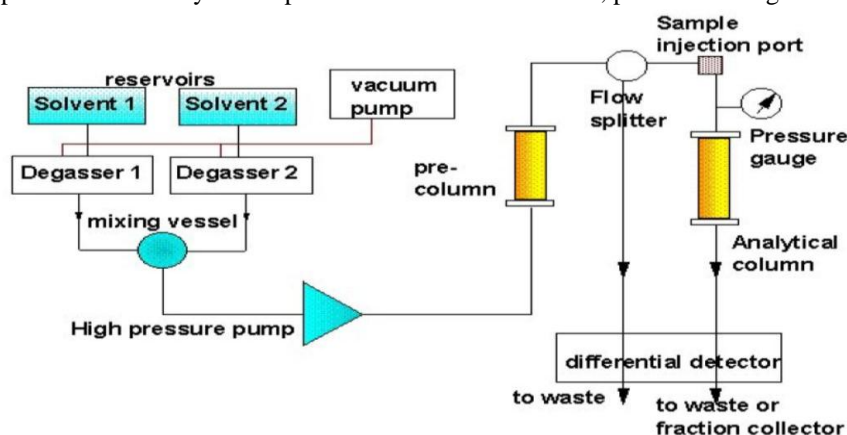 Sample
injection port
reservoirs
Solvent 1
Solvent 2
vacuum
pump
Flow
splitter
Pressure
gauge
Degasser 1
Degasser 2
pre-
column
mixing vessel
Analytical
column
High pressure pump
differential detector
to waste
to waste or
fraction collector